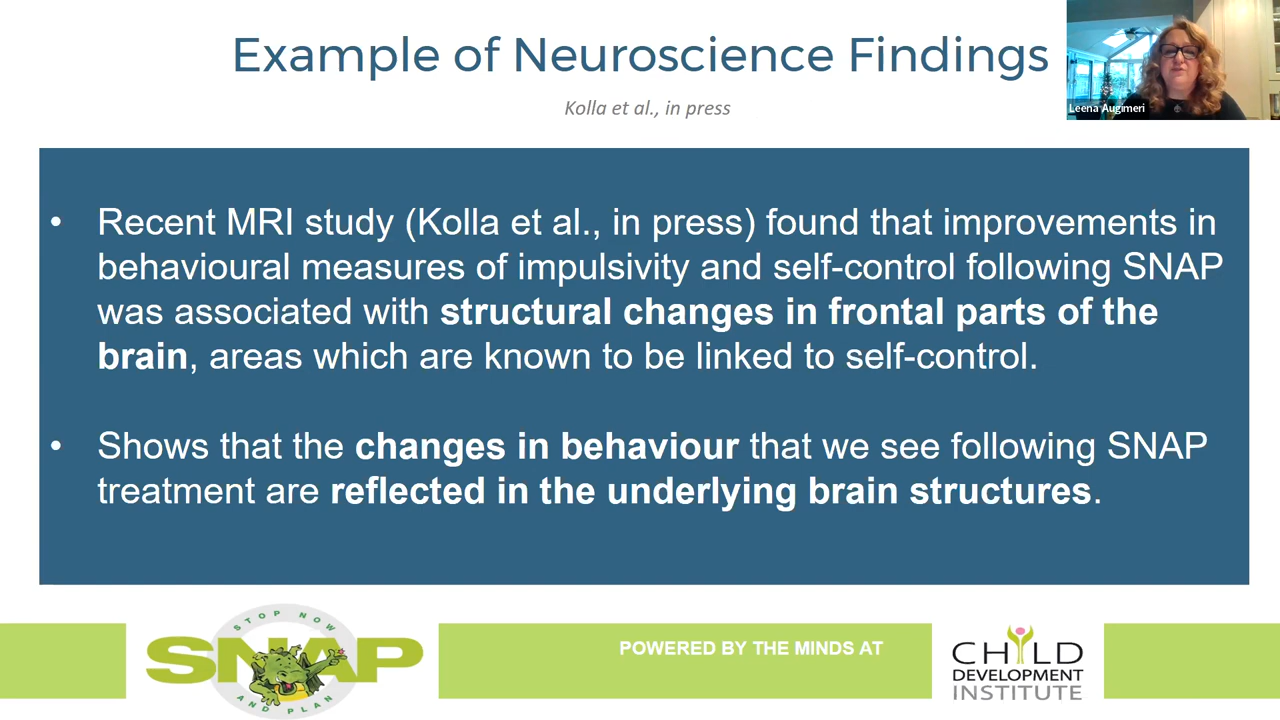 Example of Neuroscience Findings
Kolla et al., in press
Leena Augimeri
• Recent MRI study (Kolla et al., in press) found that improvements in
behavioural measures of impulsivity and self-control following SNAP
was associated with structural changes in frontal parts of the
brain, areas which are known to be linked to self-control.
• Shows that the changes in behaviour that we see following SNAP
treatment are reflected in the underlying brain structures.
STOP NOW
SNAP
AND PLAN
POWERED BY THE MINDS AT
CHILD
DEVELOPMENT
INSTITUTE